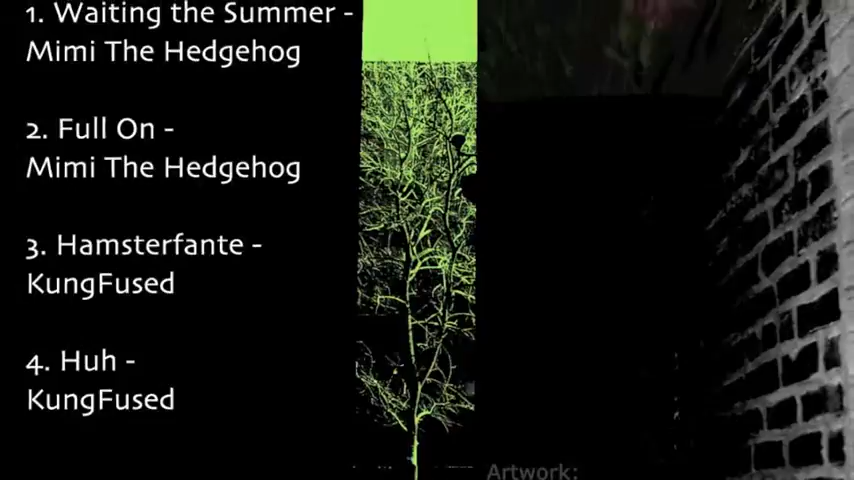 1. Waiting the Summer -
Mimi The Hedgehog
2. Full On -
Mimi The Hedgehog
3. Hamsterfante -
KungFused
4. Huh -
KungFused
Artwork: